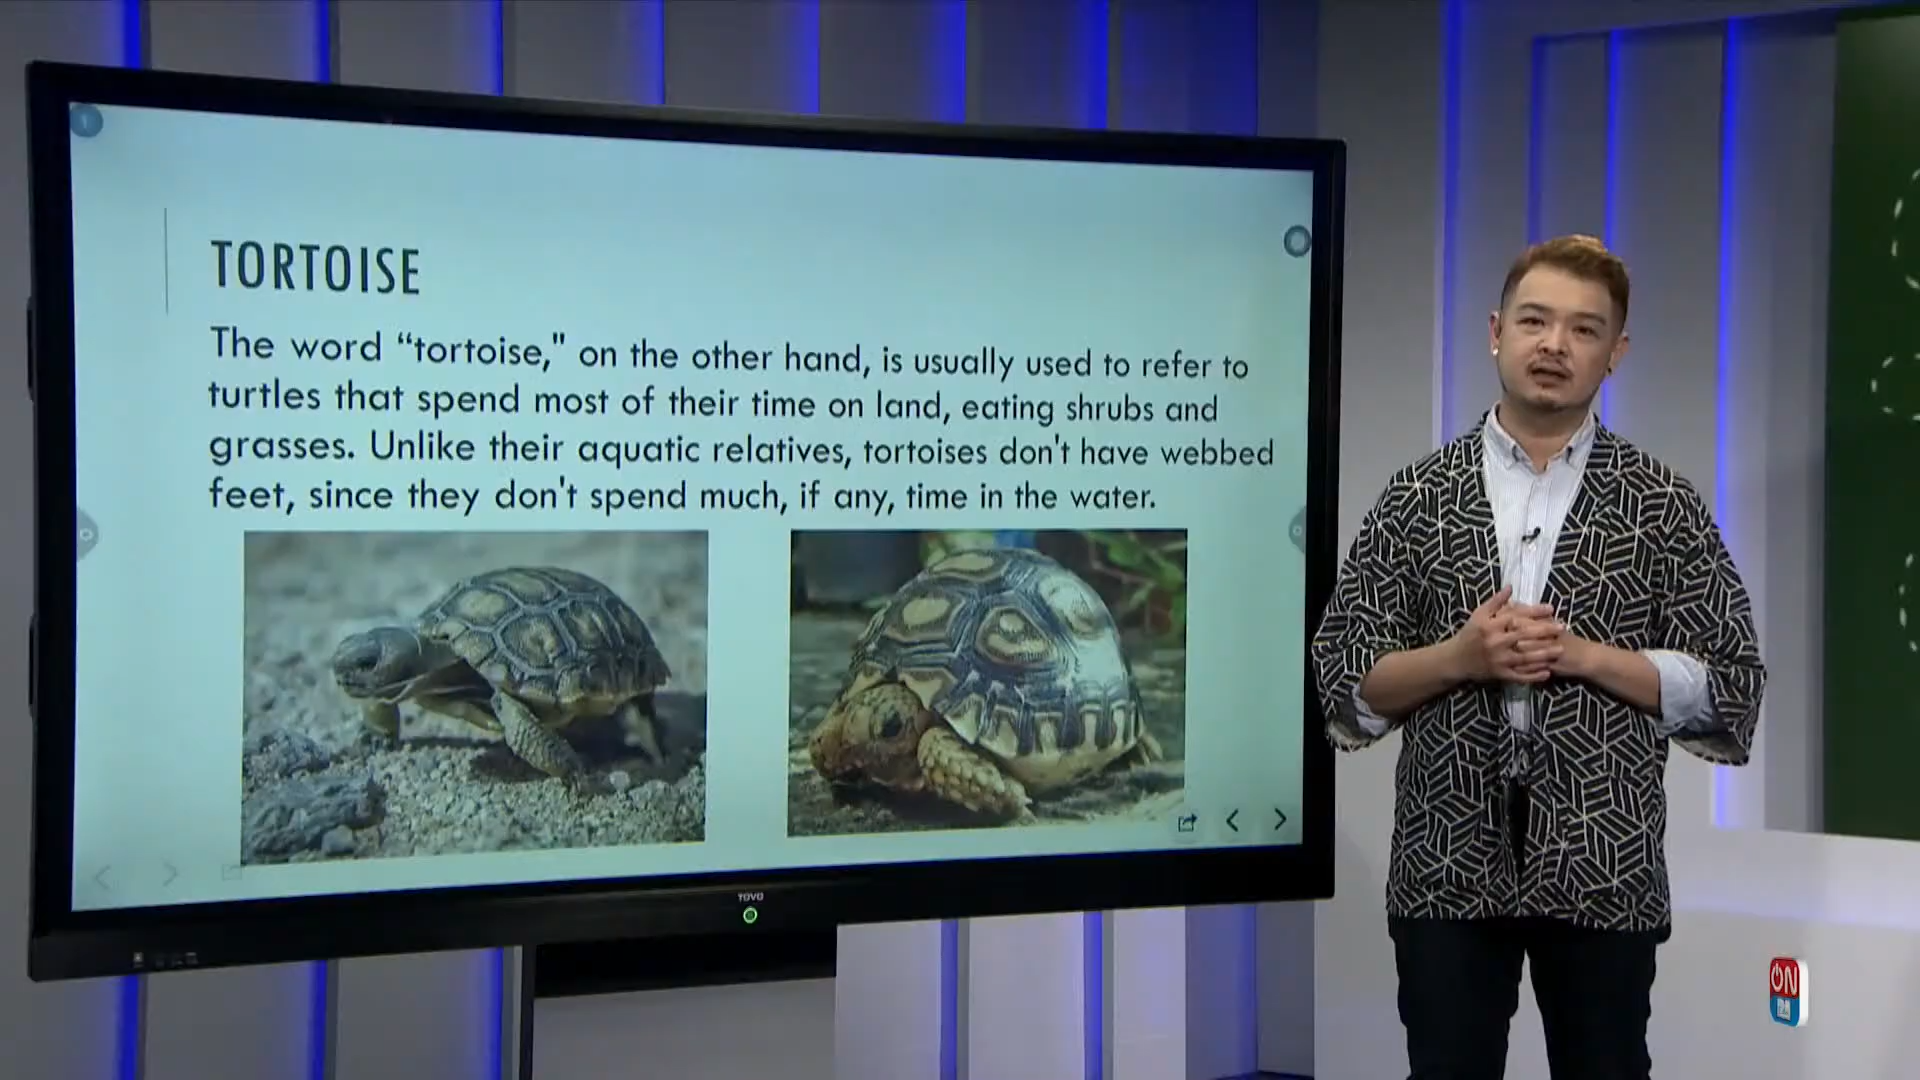 TORTOISE
The word “tortoise," on the other hand, is usually used to refer to
turtles that spend most of their time on land, eating shrubs and
grasses. Unlike their aquatic relatives, tortoises don't have webbed
feet, since they don't spend much, if any, time in the water.
TOVO
ON